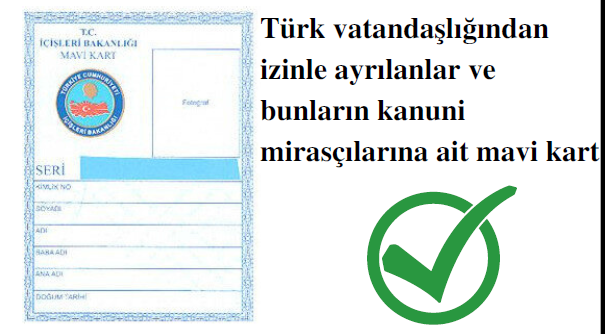 T.C.
İÇİŞLERİ BAKANLIĞI
MAVİ KART
TÜRKİYE CUMHURİYETİ
İÇİŞLERİ BAKANLIĞI
Fotoğraf
SERİ
KİMLİK NO
SOYADI
ADI
BABA ADI
ANA ADI
DOĞUM TARİHİ
Türk vatandaşlığından
izinle ayrılanlar ve
bunların kanuni
mirasçılarına ait mavi kart